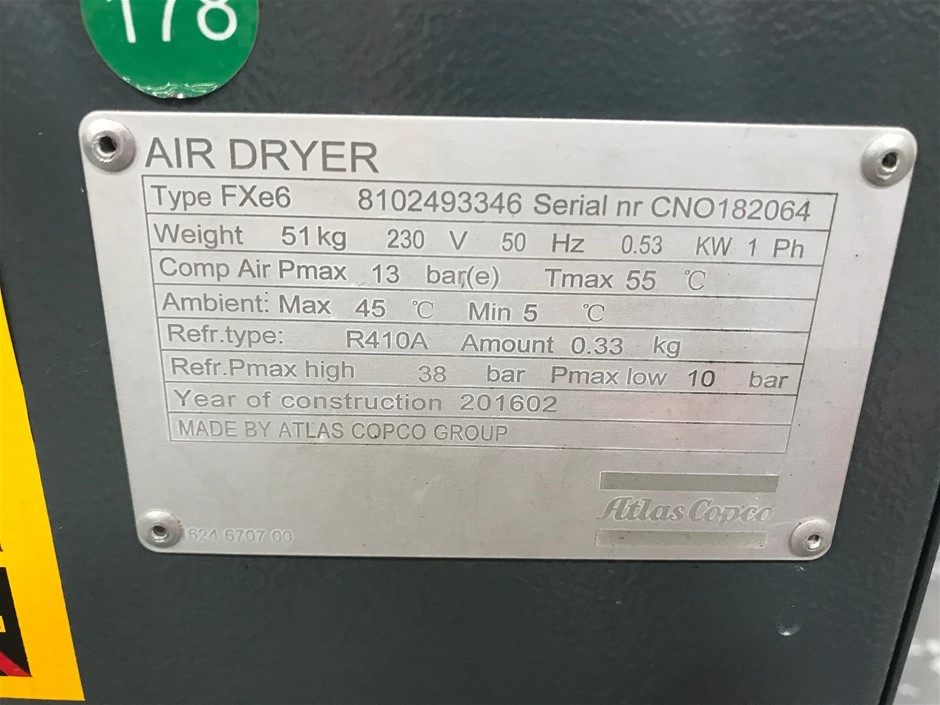 178
AIR DRYER
Type FXe6 8102493346 Serial nr CNO182064
Weight 51kg 230 V 50 Hz 0.53 KW 1 Ph
Comp Air Pmax 13 bar(e) Tmax 55 ℃
Ambient: Max 45 ℃ Min 5 ℃
Refr.type: R410A Amount 0.33 kg
Refr.Pmax high 38 bar Pmax low 10 bar
Year of construction 201602
MADE BY ATLAS COPCO GROUP
Atlas Copco
1624 6707 00